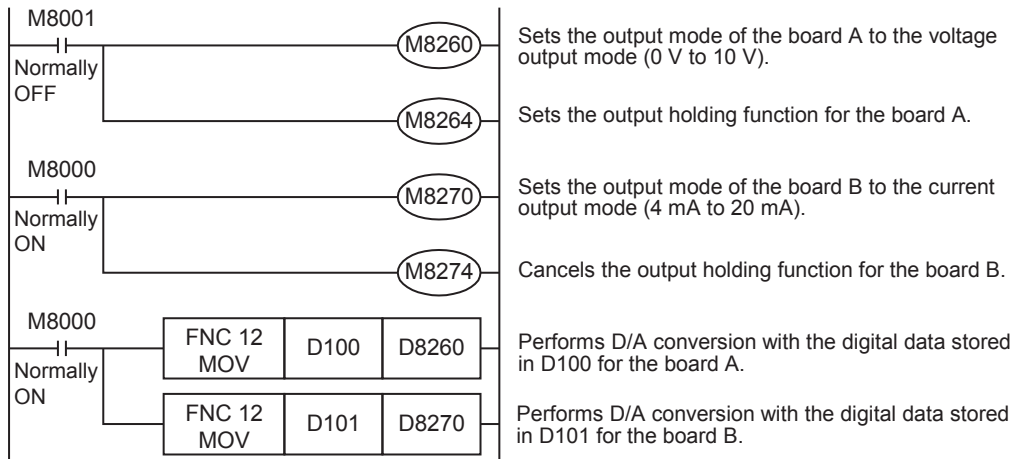 M8001
Normally
OFF
M8260
Sets the output mode of the board A to the voltage
output mode (0 V to 10 V).
M8264
Sets the output holding function for the board A.
M8000
Normally
ON
M8270
Sets the output mode of the board B to the current
output mode (4 mA to 20 mA).
M8274
Cancels the output holding function for the board B.
M8000
Normally
ON
FNC 12
MOV
D100
D8260
Performs D/A conversion with the digital data stored
in D100 for the board A.
FNC 12
MOV
D101
D8270
Performs D/A conversion with the digital data stored
in D101 for the board B.